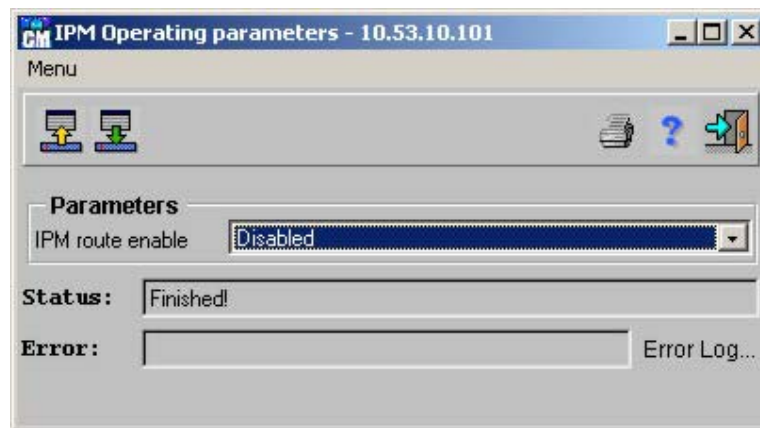 CM IPM Operating parameters - 10.53.10.101
Menu
?
Parameters
IPM route enable Disabled
Status: Finished!
Error: Error Log...